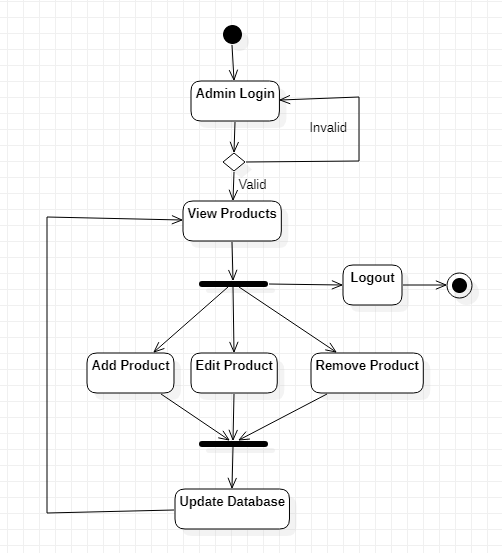 Admin Login
Invalid
Valid
View Products
Logout
Add Product
Edit Product
Remove Product
Update Database